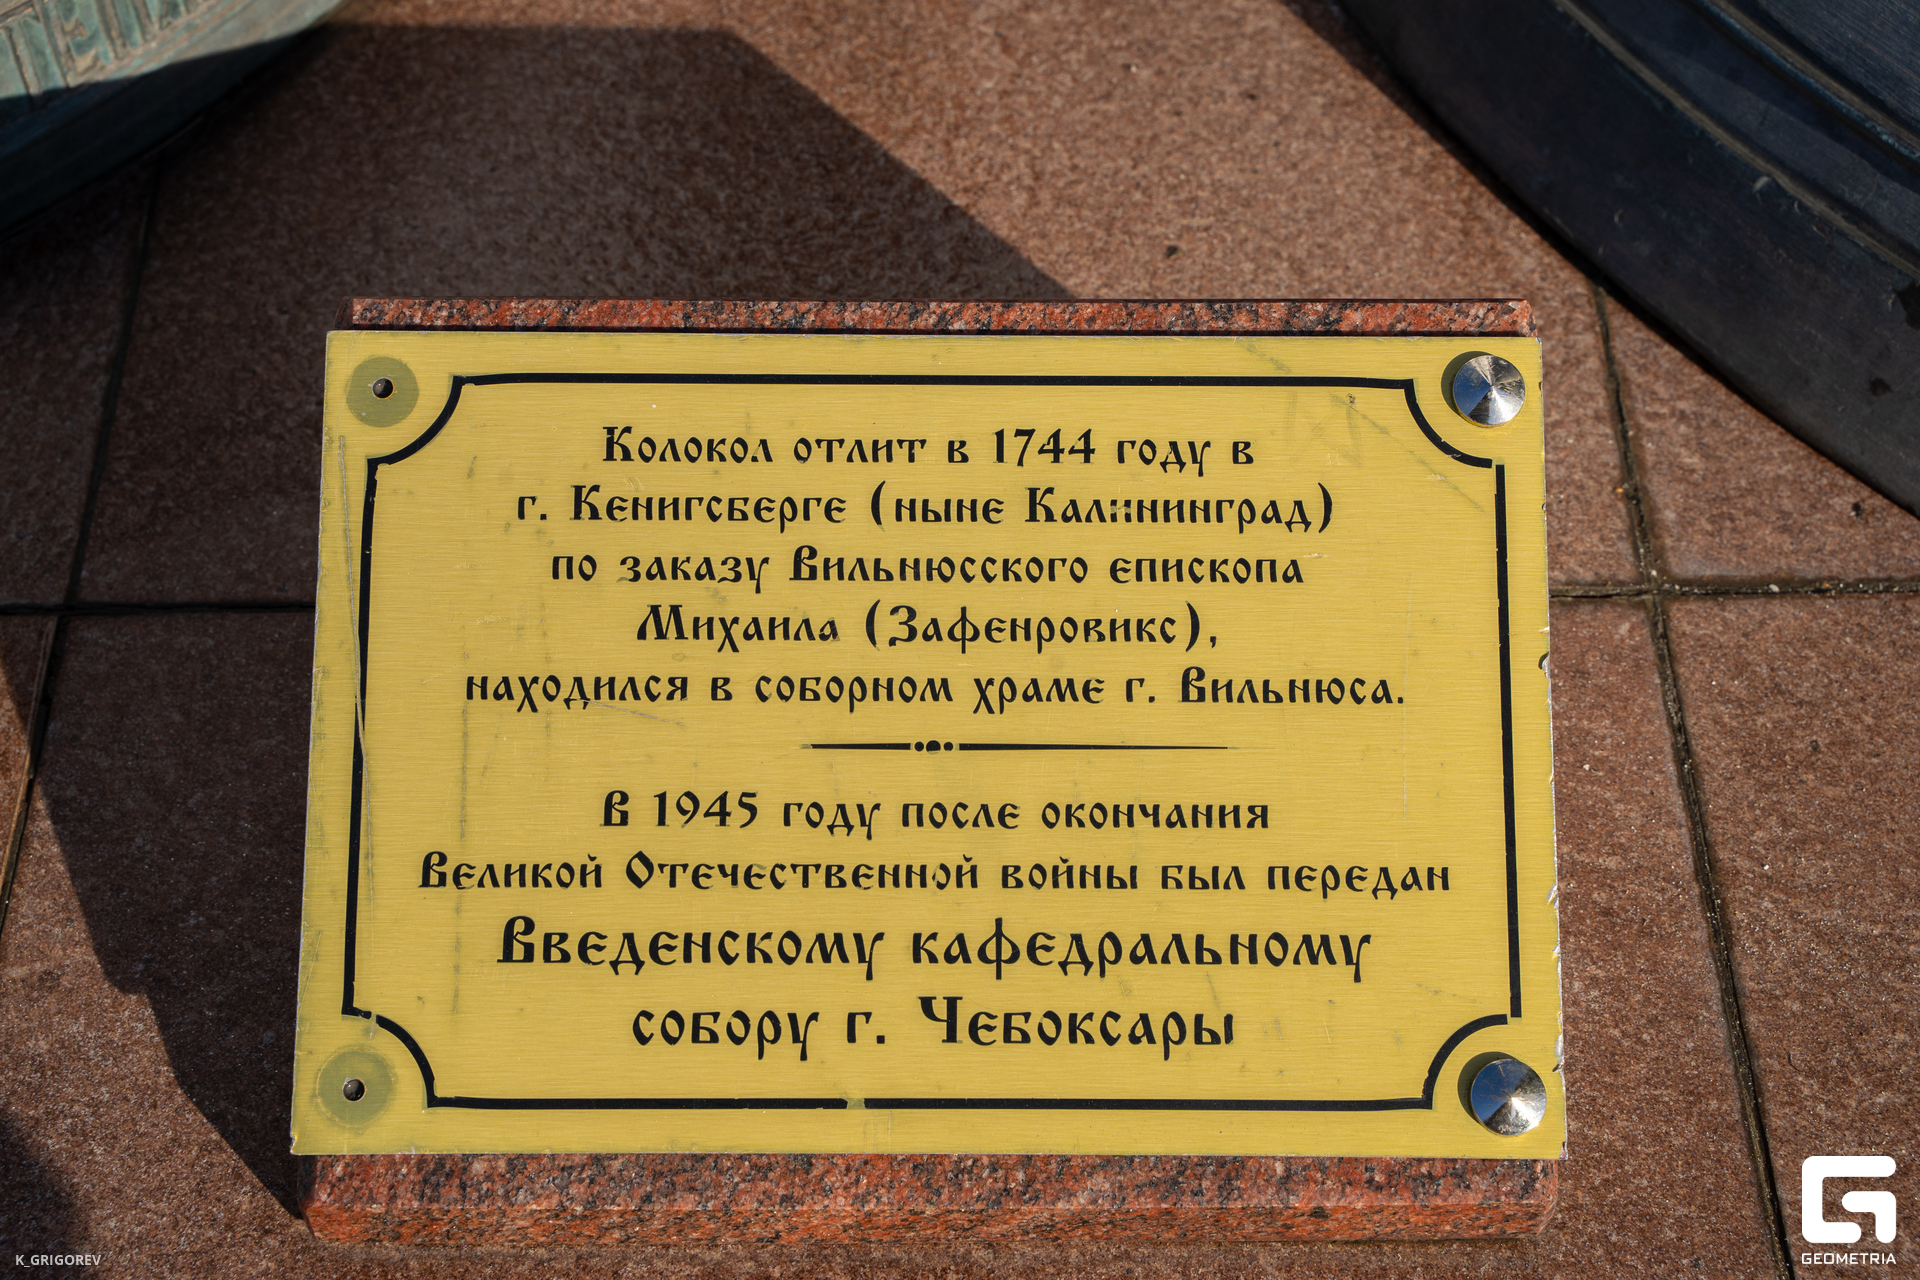 Колокол отлит в 1744 году в
г. Кенигсберге (ныне Калининград)
по заказу Вильнюсского епископа
Михаила (Зафенровикс),
находился в соборном храме г. Вильнюса.
В 1945 году после окончания
Великой Отечественной войны был передан
Введенскому кафедральному
собору г. Чебоксары
K_GRIGOREV
GEOMETRIA